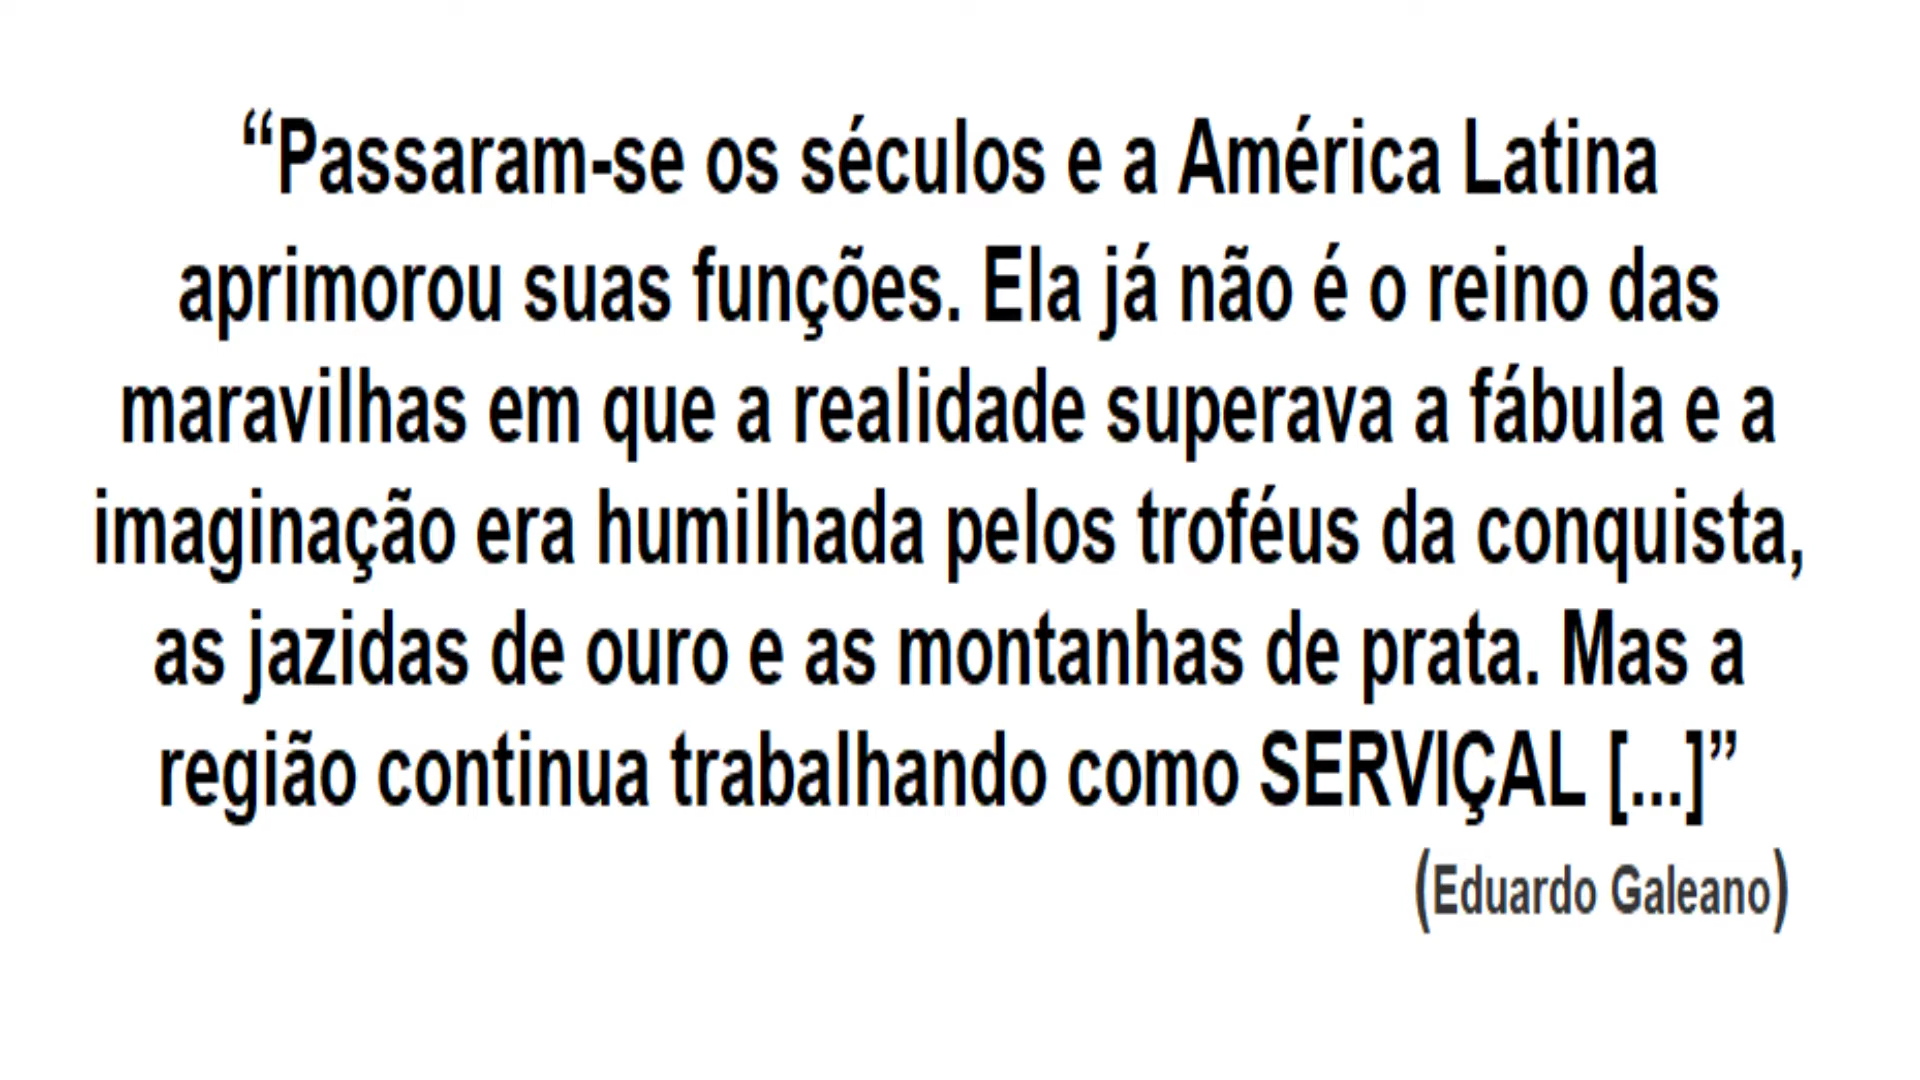 “Passaram-se os séculos e a América Latina
aprimorou suas funções. Ela já não é o reino das
maravilhas em que a realidade superava a fábula e a
imaginação era humilhada pelos troféus da conquista,
as jazidas de ouro e as montanhas de prata. Mas a
região continua trabalhando como SERVIÇAL [...]”
(Eduardo Galeano)